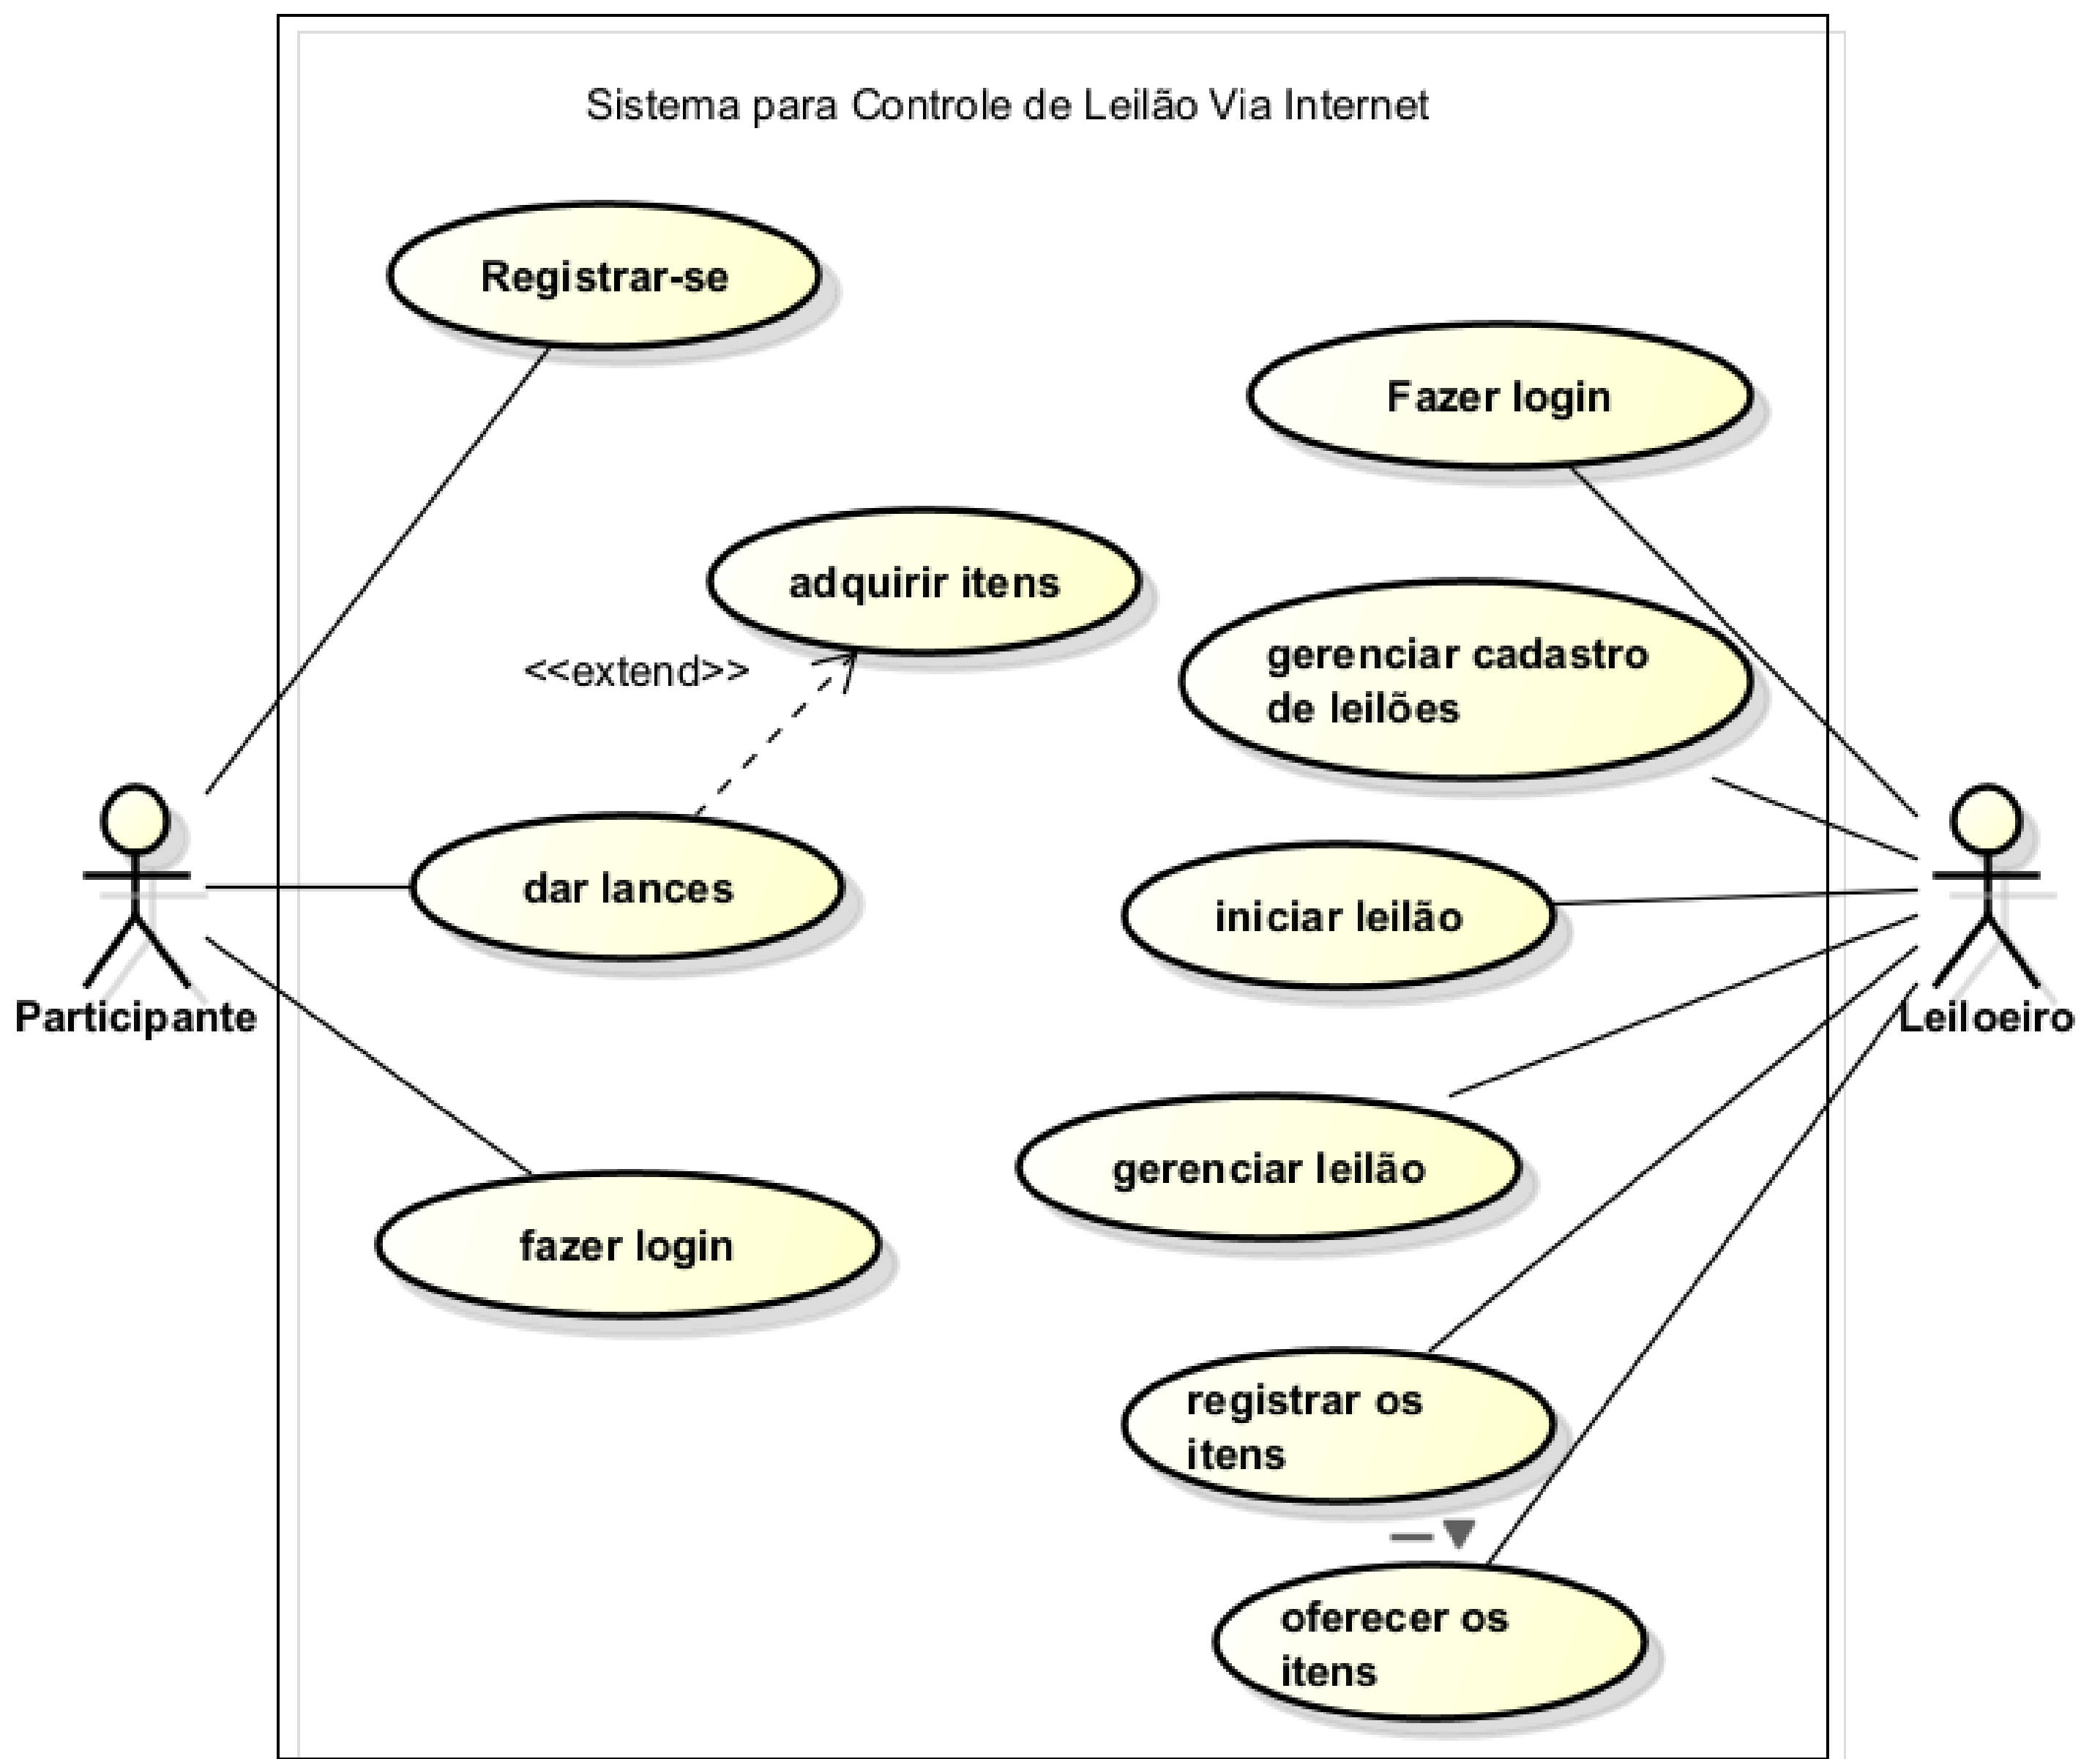 Sistema para Controle de Leilão Via Internet
Registrar-se
Fazer login
adquirir itens
<<extend>>
gerenciar cadastro
de leilões
dar lances
iniciar leilão
Participante
Leiloeiro
gerenciar leilão
fazer login
registrar os
itens
oferecer os
itens